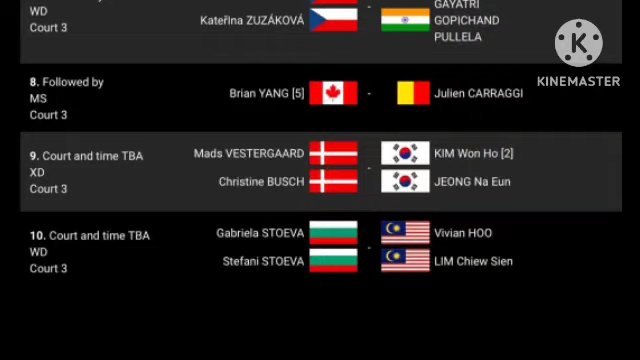 WD
Court 3
Kateřlna ZUZÁKOVÁ
-
GAYATRI
GOPICHAND
PULLELA
KINEMASTER
8. Followed by
MS
Court 3
Brian YANG [5]
-
Julien CARRAGGI
9. Court and time TBA
XD
Court 3
Mads VESTERGAARD
Christine BUSCH
-
KIM Won Ho [2]
JEONG Na Eun
10. Court and time TBA
WD
Court 3
Gabriela STOEVA
Stefani STOEVA
-
Vivian HOO
LIM Chiew Sien